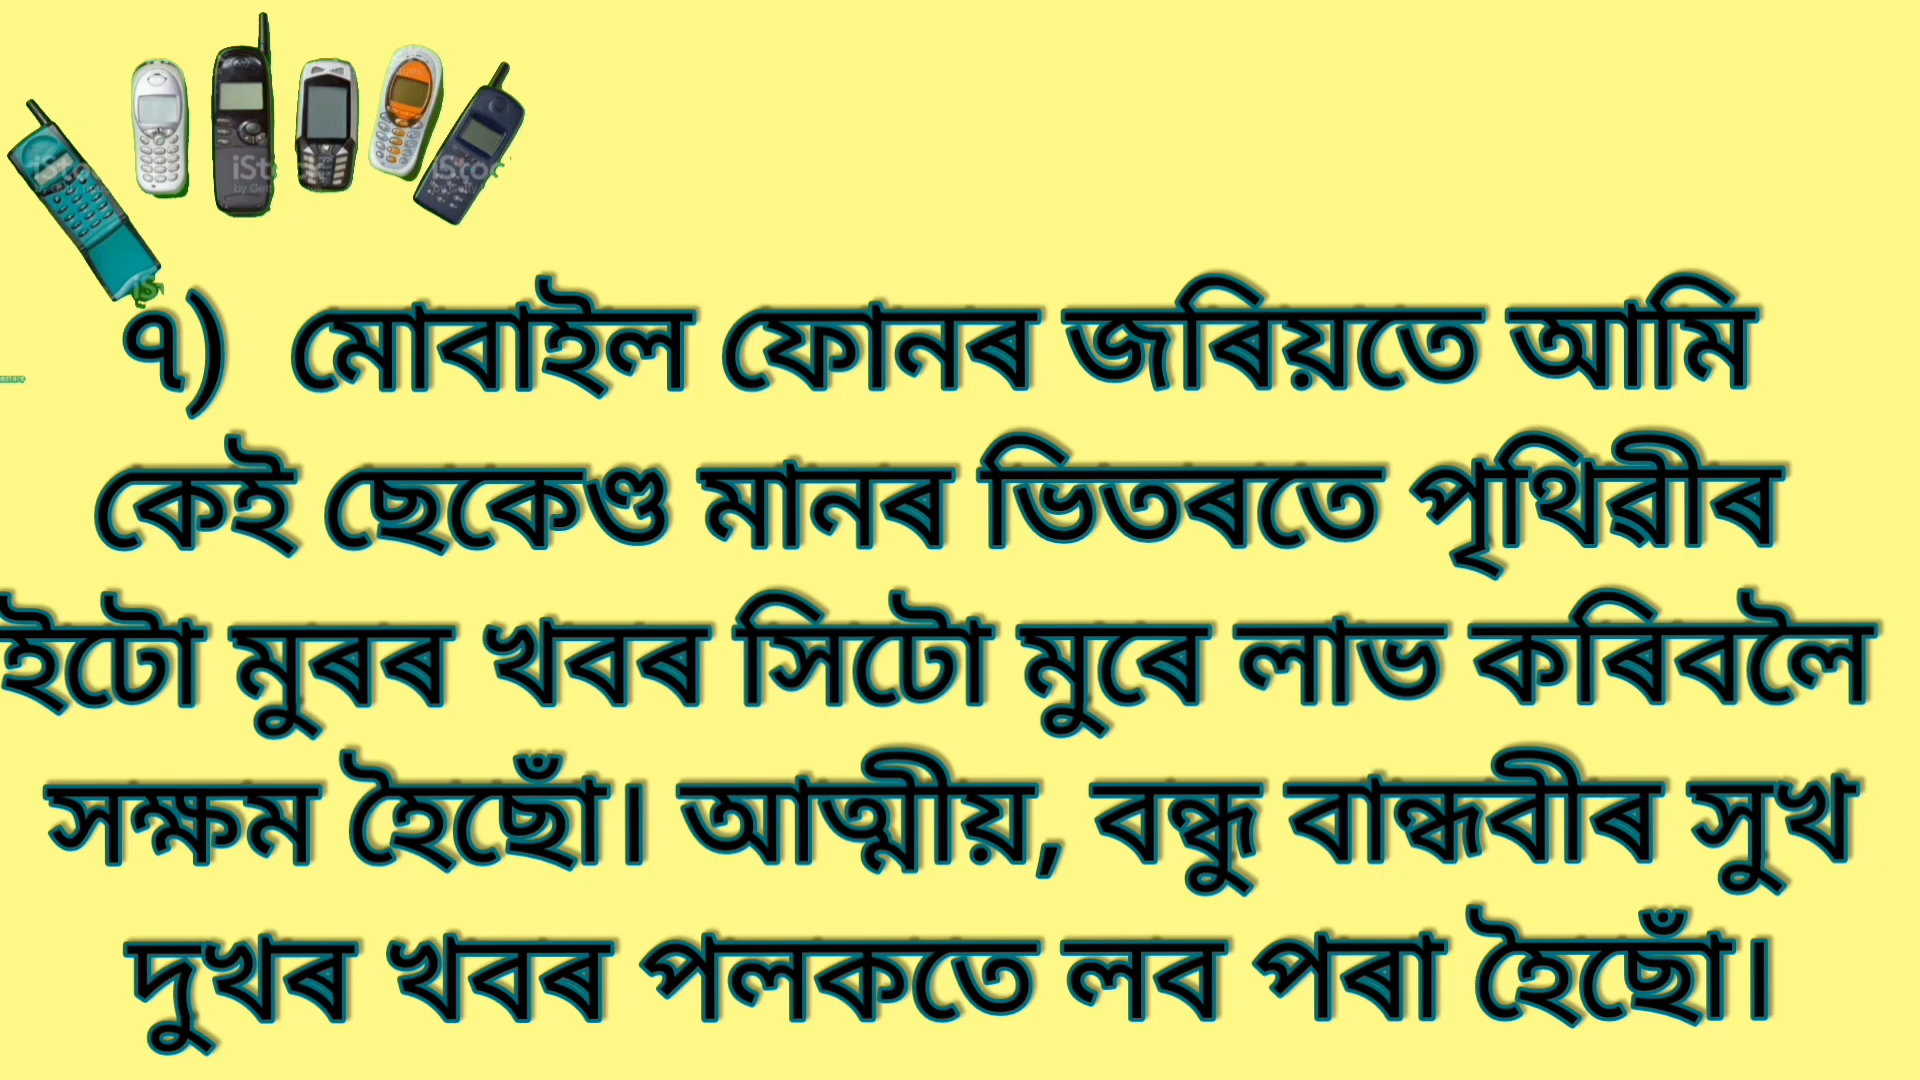 ৭) মোবাইল ফোনৰ জৰিয়তে আমি
কেই ছেকেণ্ড মানৰ ভিতৰতে পৃথিৱীৰ
ইটো মুৰৰ খবৰ সিটো মুৰে লাভ কৰিবলৈ
সক্ষম হৈছোঁ। আত্মীয়, বন্ধু বান্ধবীৰ সুখ
দুখৰ খবৰ পলকতে লব পৰা হৈছোঁ।